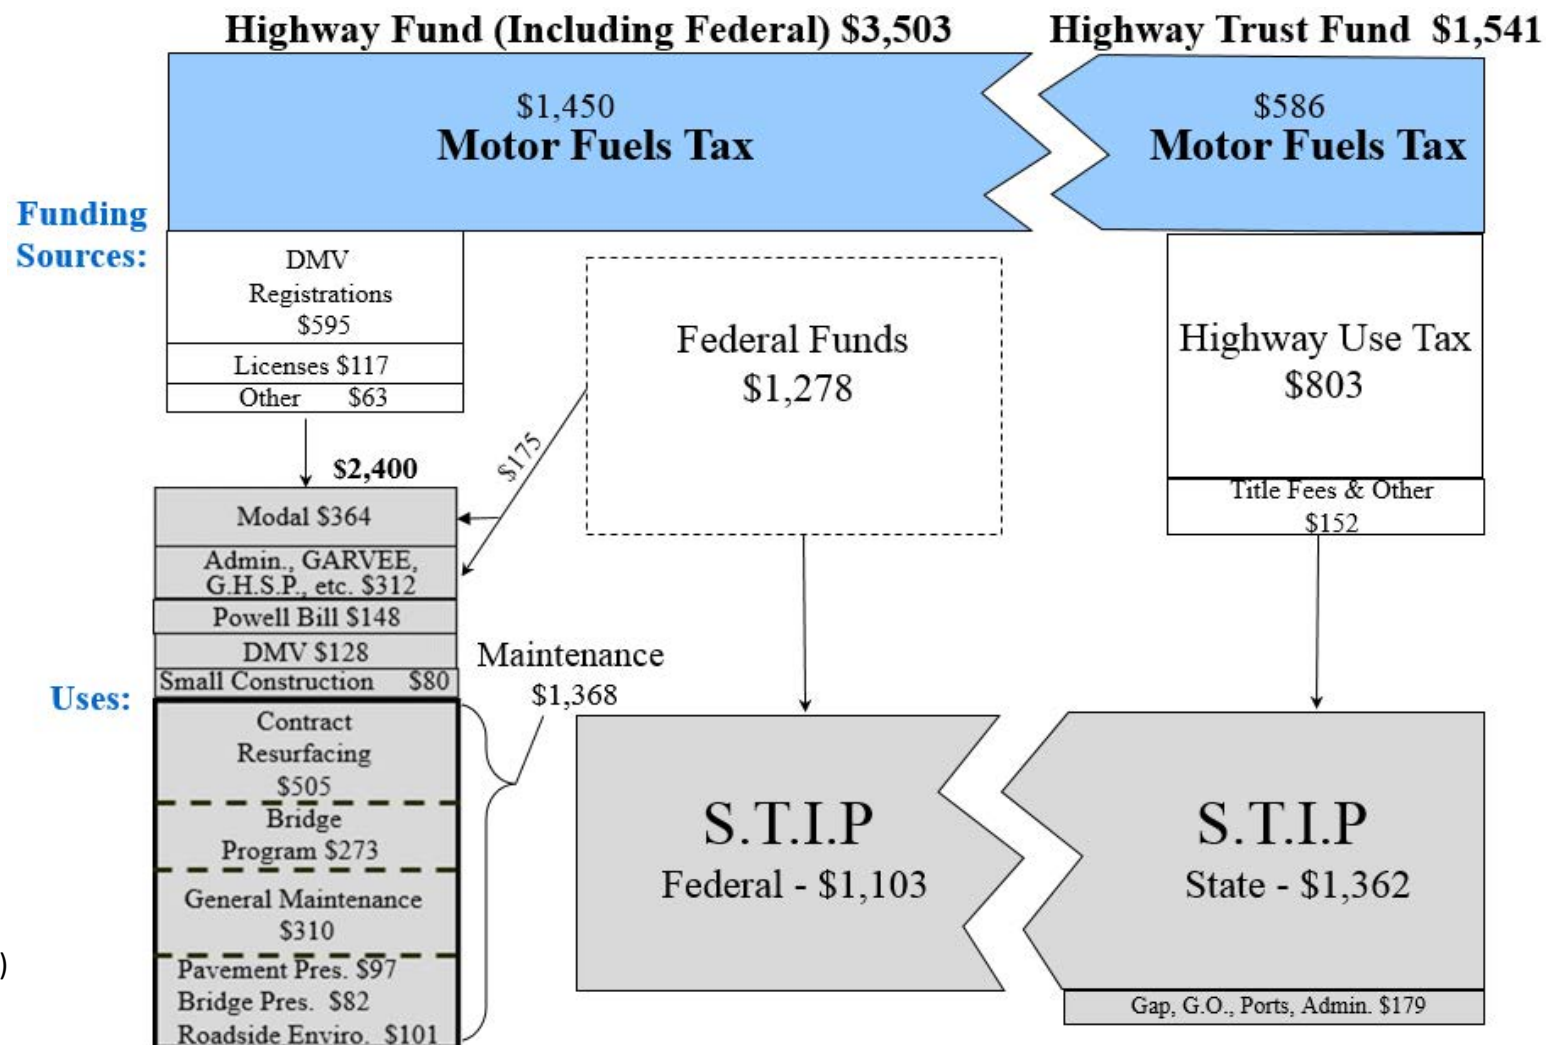 Highway Fund (Including Federal) $3,503
Highway Trust Fund $1,541
$1,450
Motor Fuels Tax
$586
Motor Fuels Tax
Funding
Sources:
DMV
Registrations
$595
Licenses $117
Other $63
Federal Funds
$1,278
Highway Use Tax
$803
Title Fees & Other
$152
$175
$2,400
Modal $364
Admin., GARVEE,
G.H.S.P., etc. $312
Powell Bill $148
DMV $128
Small Construction $80
Uses:
Maintenance
$1,368
Contract
Resurfacing
$505
Bridge
Program $273
General Maintenance
$310
Pavement Pres. $97
Bridge Pres. $82
Roadside Enviro. $101
)
S.T.I.P
Federal - $1,103
S.T.I.P
State - $1,362
Gap, G.O., Ports, Admin. $179